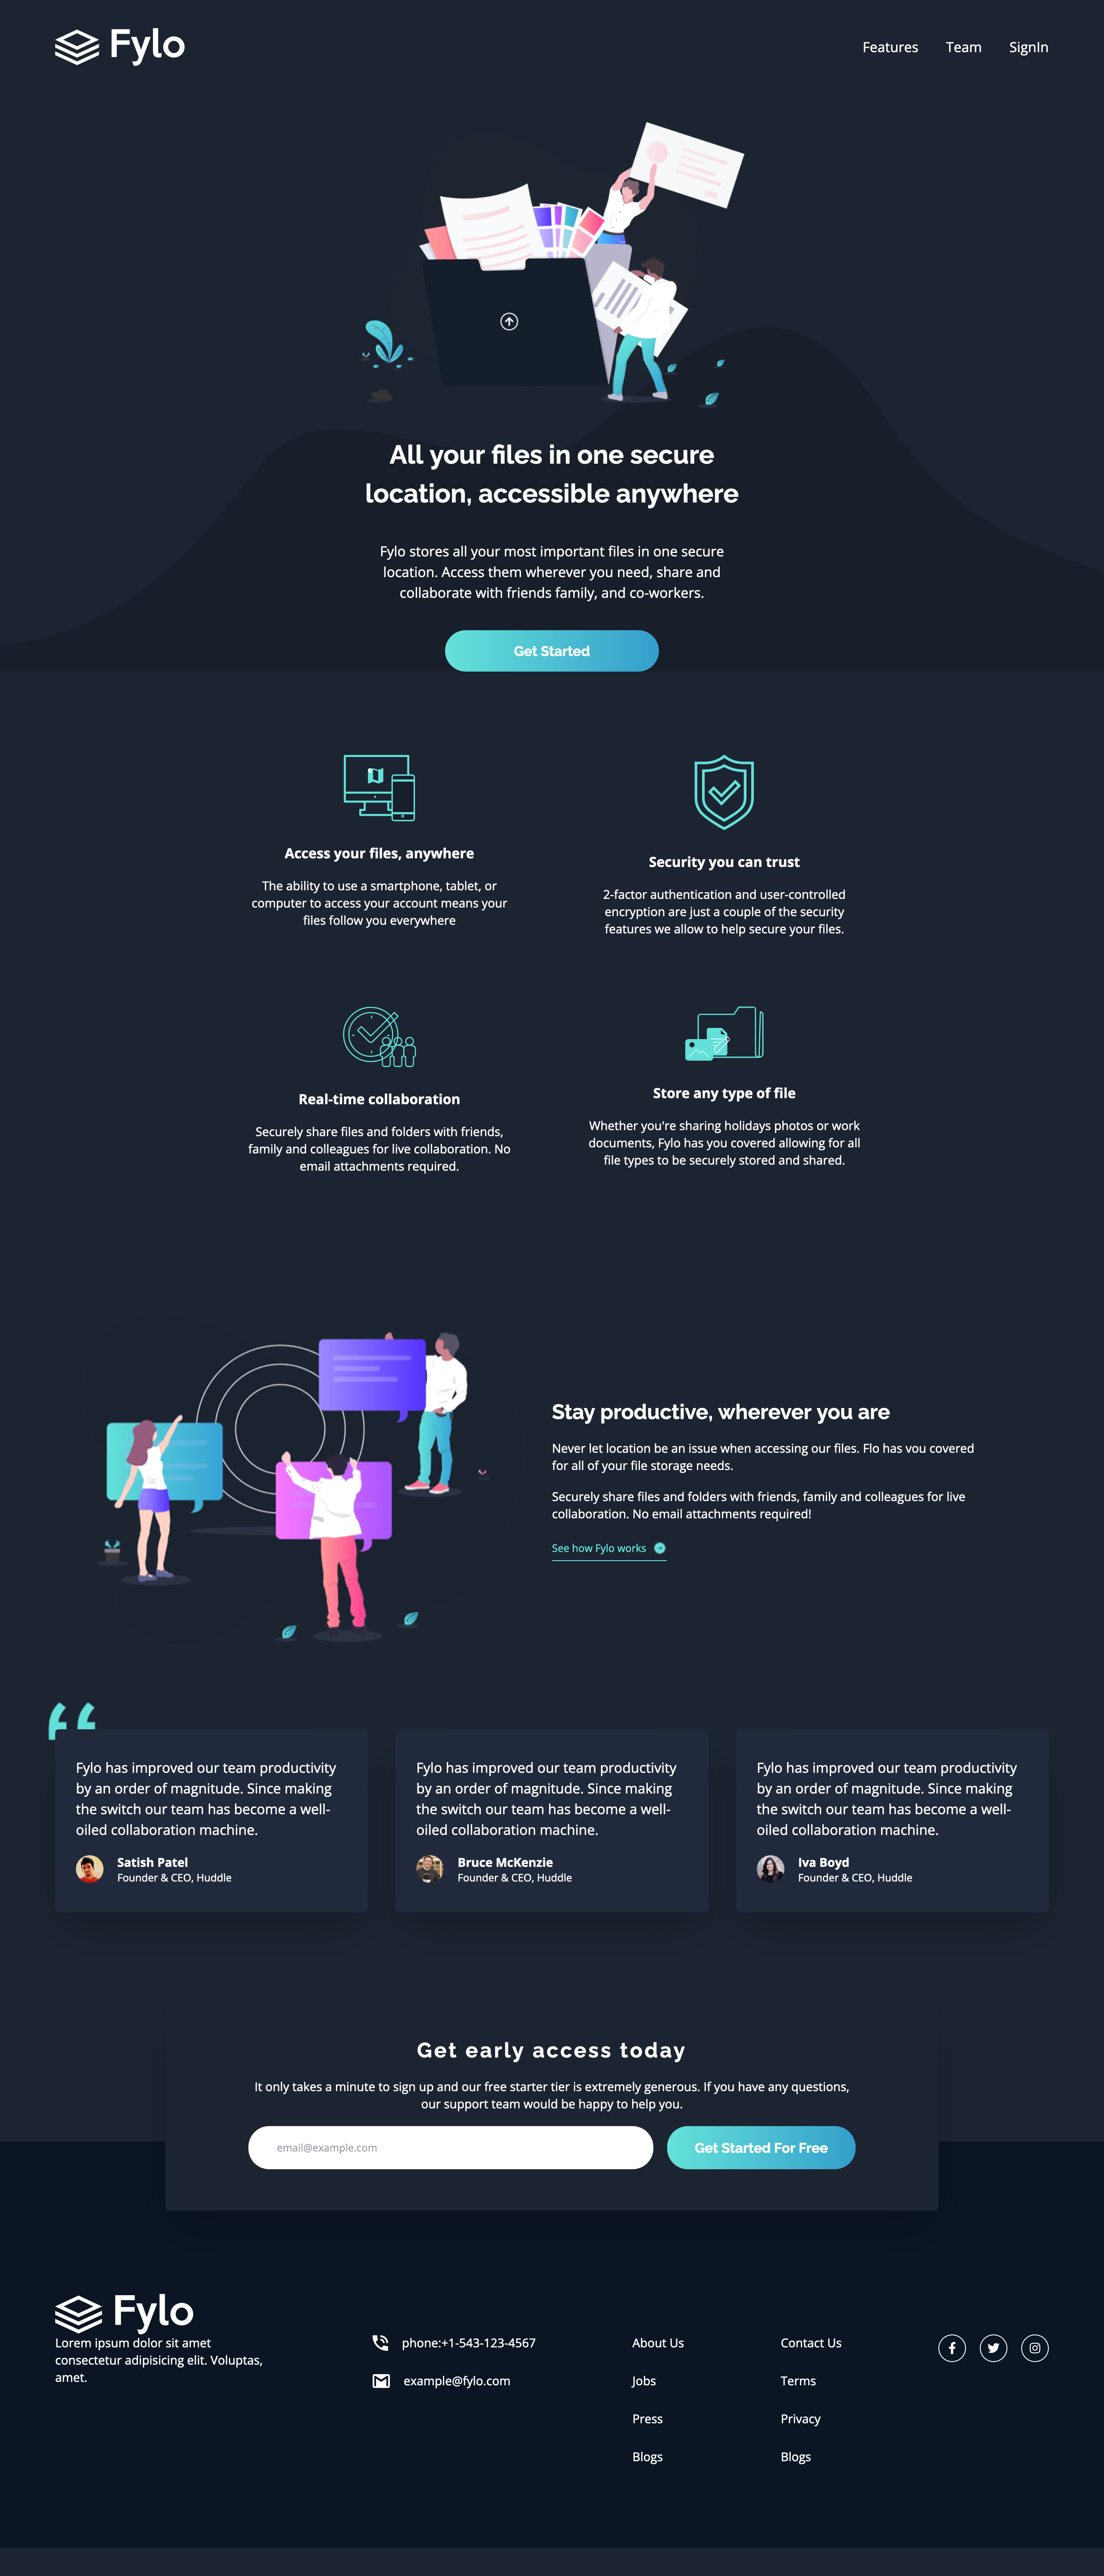 Fylo
Features
Team
SignIn
All your files in one secure
location, accessible anywhere
Fylo stores all your most important files in one secure
location. Access them wherever you need, share and
collaborate with friends family, and co-workers.
Get Started
Access your files, anywhere
The ability to use a smartphone, tablet, or
computer to access your account means your
files follow you everywhere
Security you can trust
2-factor authentication and user-controlled
encryption are just a couple of the security
features we allow to help secure your files.
Real-time collaboration
Securely share files and folders with friends,
family and colleagues for live collaboration. No
email attachments required.
Store any type of file
Whether you're sharing holidays photos or work
documents, Fylo has you covered allowing for all
file types to be securely stored and shared.
Stay productive, wherever you are
Never let location be an issue when accessing our files. Flo has vou covered
for all of your file storage needs.
Securely share files and folders with friends, family and colleagues for live
collaboration. No email attachments required!
See how Fylo works
Fylo has improved our team productivity
by an order of magnitude. Since making
the switch our team has become a well-
oiled collaboration machine.
Satish Patel
Founder & CEO, Huddle
Fylo has improved our team productivity
by an order of magnitude. Since making
the switch our team has become a well-
oiled collaboration machine.
Bruce McKenzie
Founder & CEO, Huddle
Fylo has improved our team productivity
by an order of magnitude. Since making
the switch our team has become a well-
oiled collaboration machine.
Iva Boyd
Founder & CEO, Huddle
Get early access today
It only takes a minute to sign up and our free starter tier is extremely generous. If you have any questions,
our support team would be happy to help you.
email@example.com
Get Started For Free
Fylo
Lorem ipsum dolor sit amet
consectetur adipisicing elit. Voluptas,
amet.
phone:+1-543-123-4567
example@fylo.com
About Us
Jobs
Press
Blogs
Contact Us
Terms
Privacy
Blogs